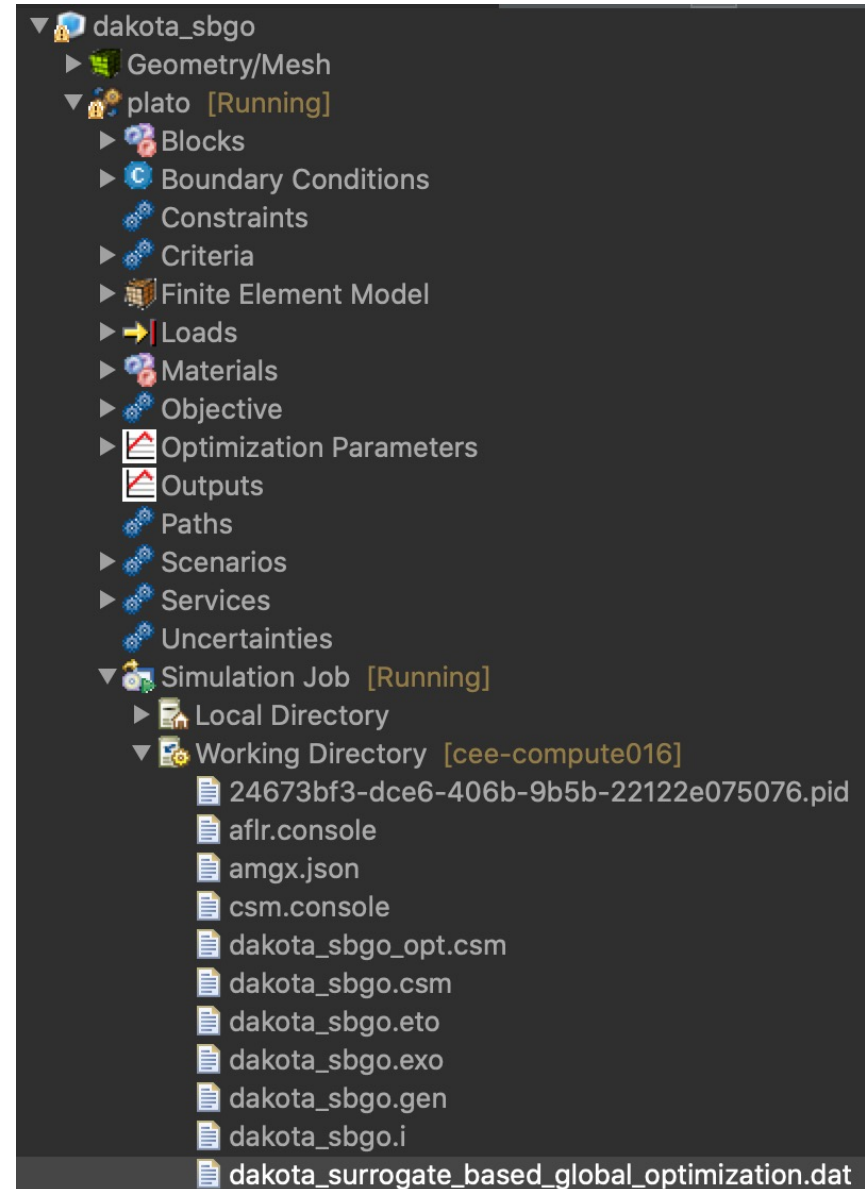 dakota_sbgo
Geometry/Mesh
plato [Running]
Blocks
C Boundary Conditions
Constraints
Criteria
Finite Element Model
Loads
Materials
Objective
Optimization Parameters
Outputs
Paths
Scenarios
Services
Uncertainties
Simulation Job [Running]
Local Directory
Working Directory [cee-compute016]
24673bf3-dce6-406b-9b5b-22122e075076.pid
aflr.console
amgx.json
csm.console
dakota_sbgo_opt.csm
dakota_sbgo.csm
dakota_sbgo.eto
dakota_sbgo.exo
dakota_sbgo.gen
dakota_sbgo.i
dakota_surrogate_based_global_optimization.dat